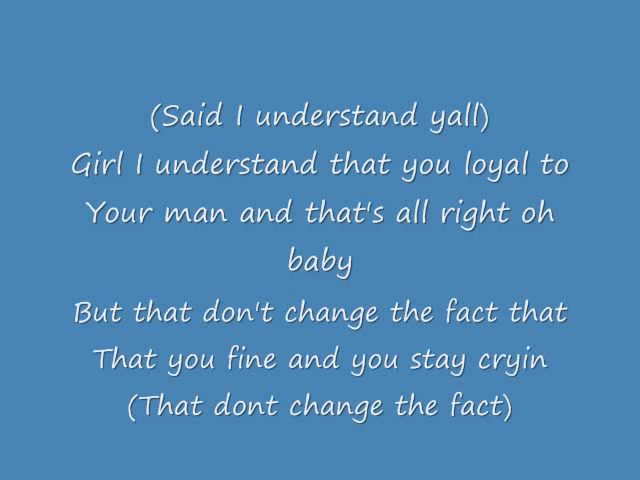 (Said I understand yall)
Girl I understand that you loyal to
Your man and that's all right oh
baby
But that don't change the fact that
That you fine and you stay cryin
(That dont change the fact)